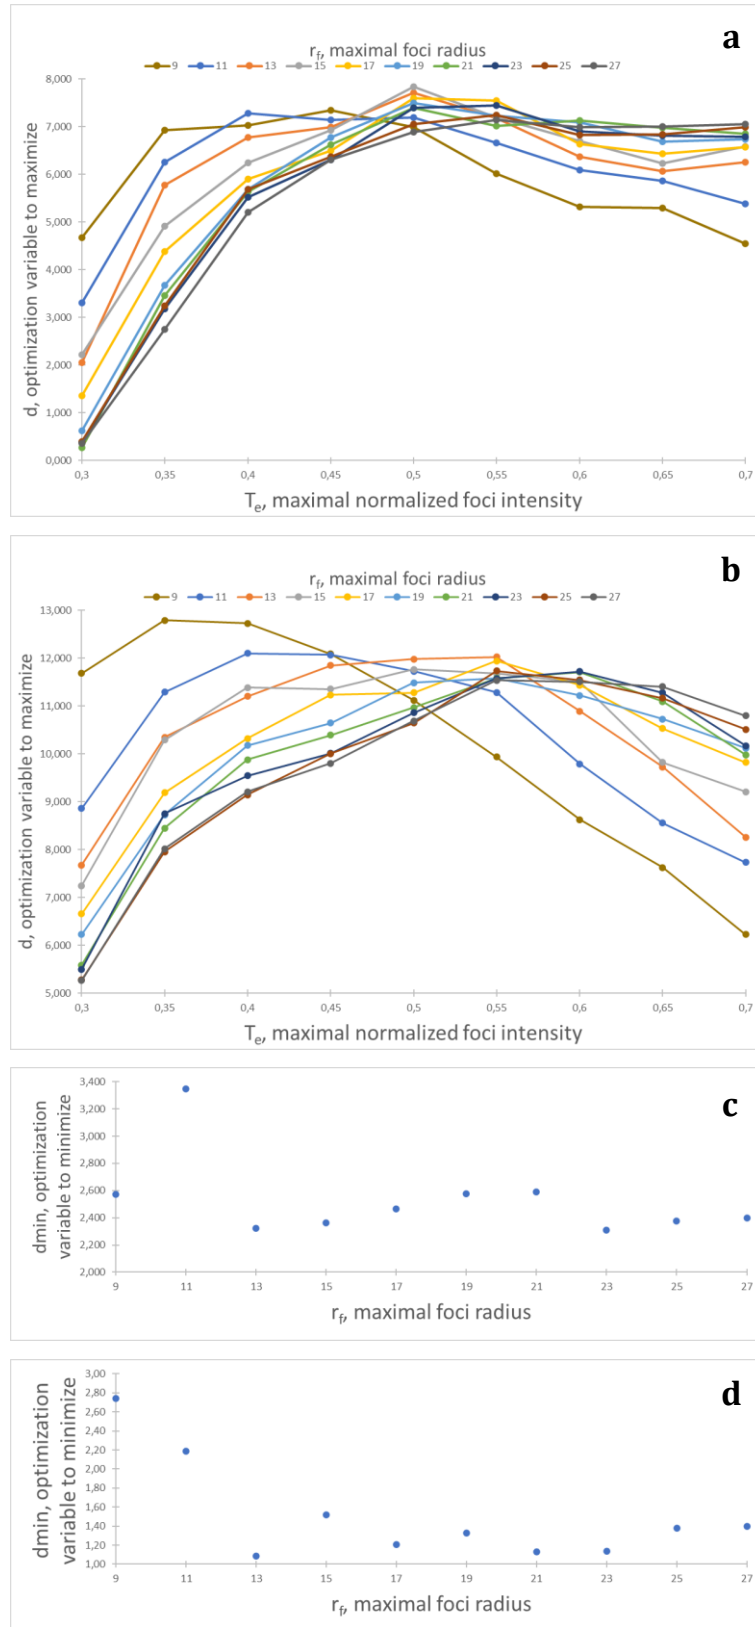 a
r_f, maximal foci radius
9 11 13 15 17 19 21 23 25 27
d, optimization variable to maximize
8,000
7,000
6,000
5,000
4,000
3,000
2,000
1,000
0,000
0,3 0,35 0,4 0,45 0,5 0,55 0,6 0,65 0,7
T_e, maximal normalized foci intensity
b
r_f, maximal foci radius
9 11 13 15 17 19 21 23 25 27
d, optimization variable to maximize
13,000
12,000
11,000
10,000
9,000
8,000
7,000
6,000
5,000
0,3 0,35 0,4 0,45 0,5 0,55 0,6 0,65 0,7
T_e, maximal normalized foci intensity
c
dmin, optimization
variable to minimize
3,400
3,200
3,000
2,800
2,600
2,400
2,200
2,000
9 11 13 15 17 19 21 23 25 27
r_f, maximal foci radius
d
dmin, optimization
variable to minimize
3,00
2,80
2,60
2,40
2,20
2,00
1,80
1,60
1,40
1,20
1,00
9 11 13 15 17 19 21 23 25 27
r_f, maximal foci radius